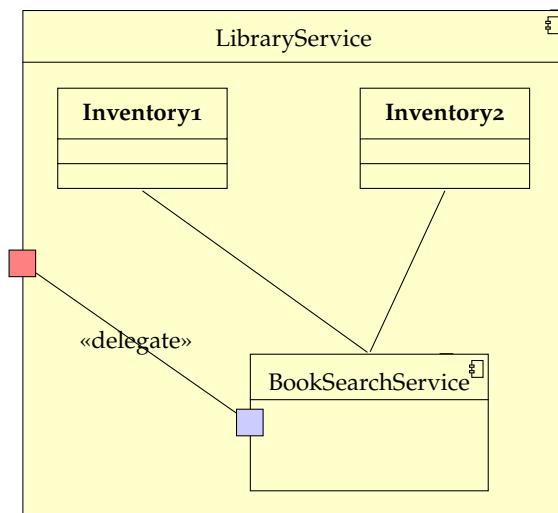 LibraryService
Inventory1 Inventory2
«delegate»
BookSearchService